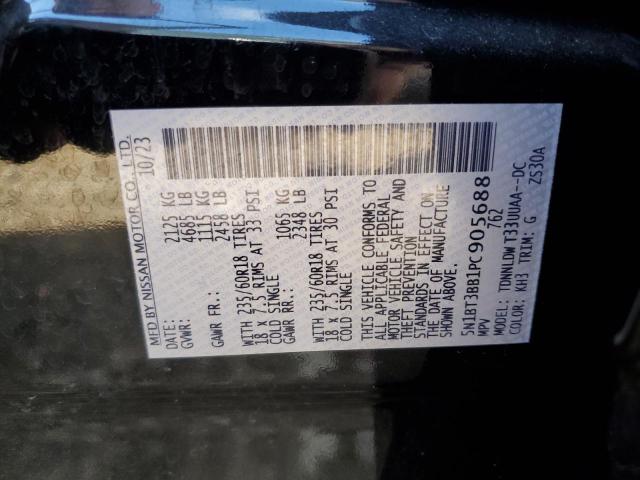 MFD BY NISSAN MOTOR CO., LTD.
DATE: 10/23
GVWR: 2125 KG
4685 LB
GAWR FR.: 1115 KG
2458 LB
WITH 235/60R18 TIRES
18 x 7.5 RIMS AT 33 PSI
COLD SINGLE
GAWR RR.: 1065 KG
2348 LB
WITH 235/60R18 TIRES
18 x 7.5 RIMS AT 30 PSI
COLD SINGLE
THIS VEHICLE CONFORMS TO
ALL APPLICABLE FEDERAL
MOTOR VEHICLE SAFETY AND
THEFT PREVENTION
STANDARDS IN EFFECT ON
THE DATE OF MANUFACTURE
SHOWN ABOVE.
5N1BT3BB1PC905688
MPV 762
MODEL: TDNNLDW T33UUAA--DC
COLOR: KH3 TRIM: G ZS30A